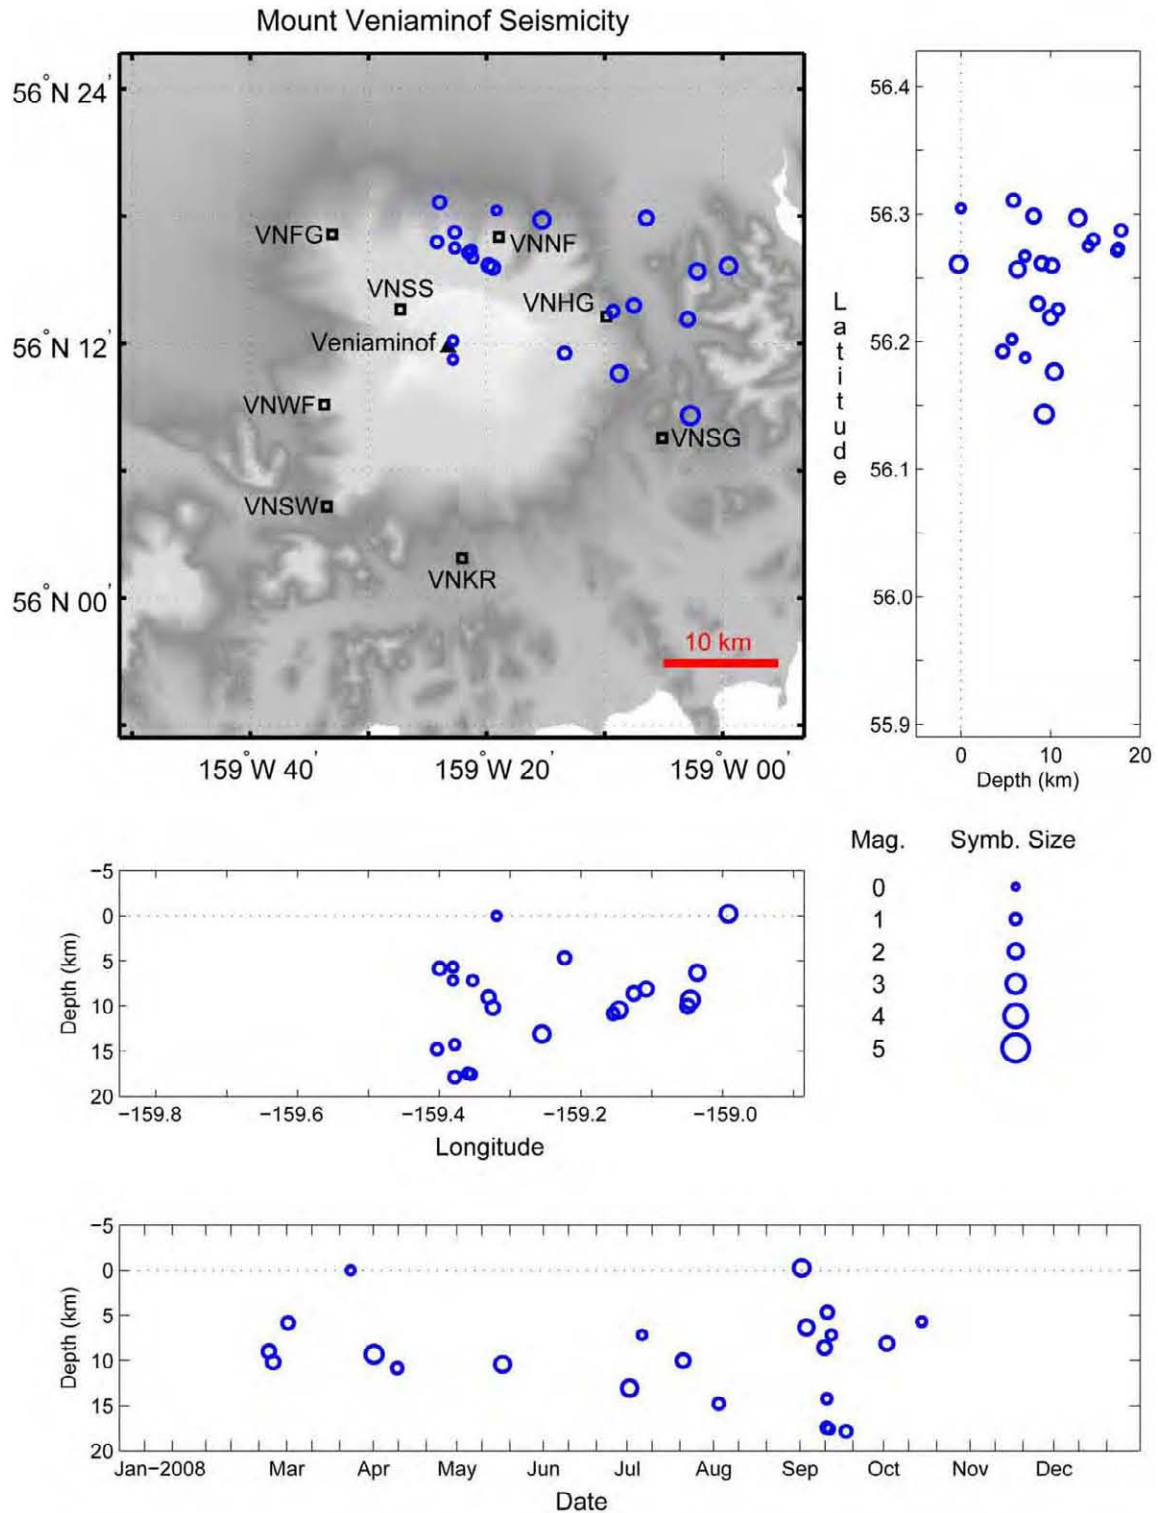 Mount Veniaminof Seismicity
56°N 24'
56°N 12'
56°N 00'
VNFG
VNNF
VNSS
VNHG
Veniaminof
VNWF
VNSG
VNSW
VNKR
10 km
159°W 40'
159°W 20'
159°W 00'
56.4
56.3
56.2
56.1
56.0
55.9
Latitude
0
10
20
Depth (km)
−5
0
5
10
15
20
Depth (km)
−159.8
−159.6
−159.4
−159.2
−159.0
Longitude
Mag. Symb. Size
0
1
2
3
4
5
−5
0
5
10
15
20
Depth (km)
Jan−2008 Mar Apr May Jun Jul Aug Sep Oct Nov Dec
Date